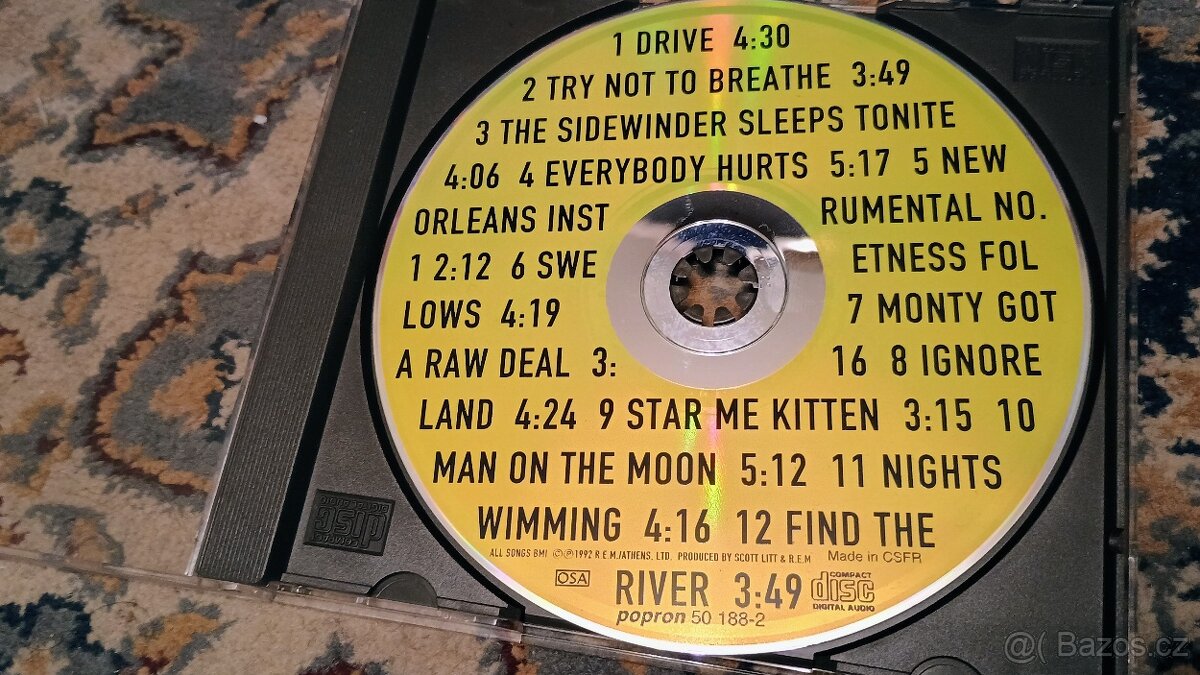 1 DRIVE 4:30
2 TRY NOT TO BREATHE 3:49
3 THE SIDEWINDER SLEEPS TONITE
4:06 4 EVERYBODY HURTS 5:17 5 NEW
ORLEANS INST RUMENTAL NO.
1 2:12 6 SWE ETNESS FOL
LOWS 4:19 7 MONTY GOT
A RAW DEAL 3: 16 8 IGNORE
LAND 4:24 9 STAR ME KITTEN 3:15 10
MAN ON THE MOON 5:12 11 NIGHTS
WIMMING 4:16 12 FIND THE
ALL SONGS BMI ©℗1992 R.E.M./ATHENS, LTD. PRODUCED BY SCOTT LITT & R.E.M Made in CSFR
OSA RIVER 3:49 COMPACT disc DIGITAL AUDIO
popron 50 188-2
COMPACT disc
@( Bazos.cz